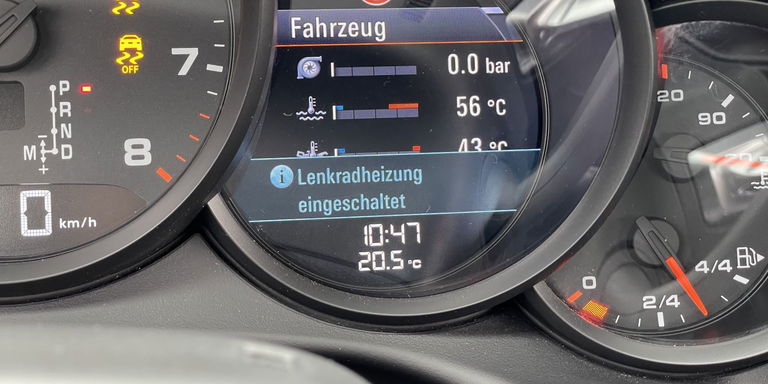 OFF
P
R
N
M D
+
7
8
0 km/h
Fahrzeug
0.0 bar
56 °C
43 °C
Lenkradheizung
eingeschaltet
10:47
20.5 °C
20
90
0
2/4
4/4